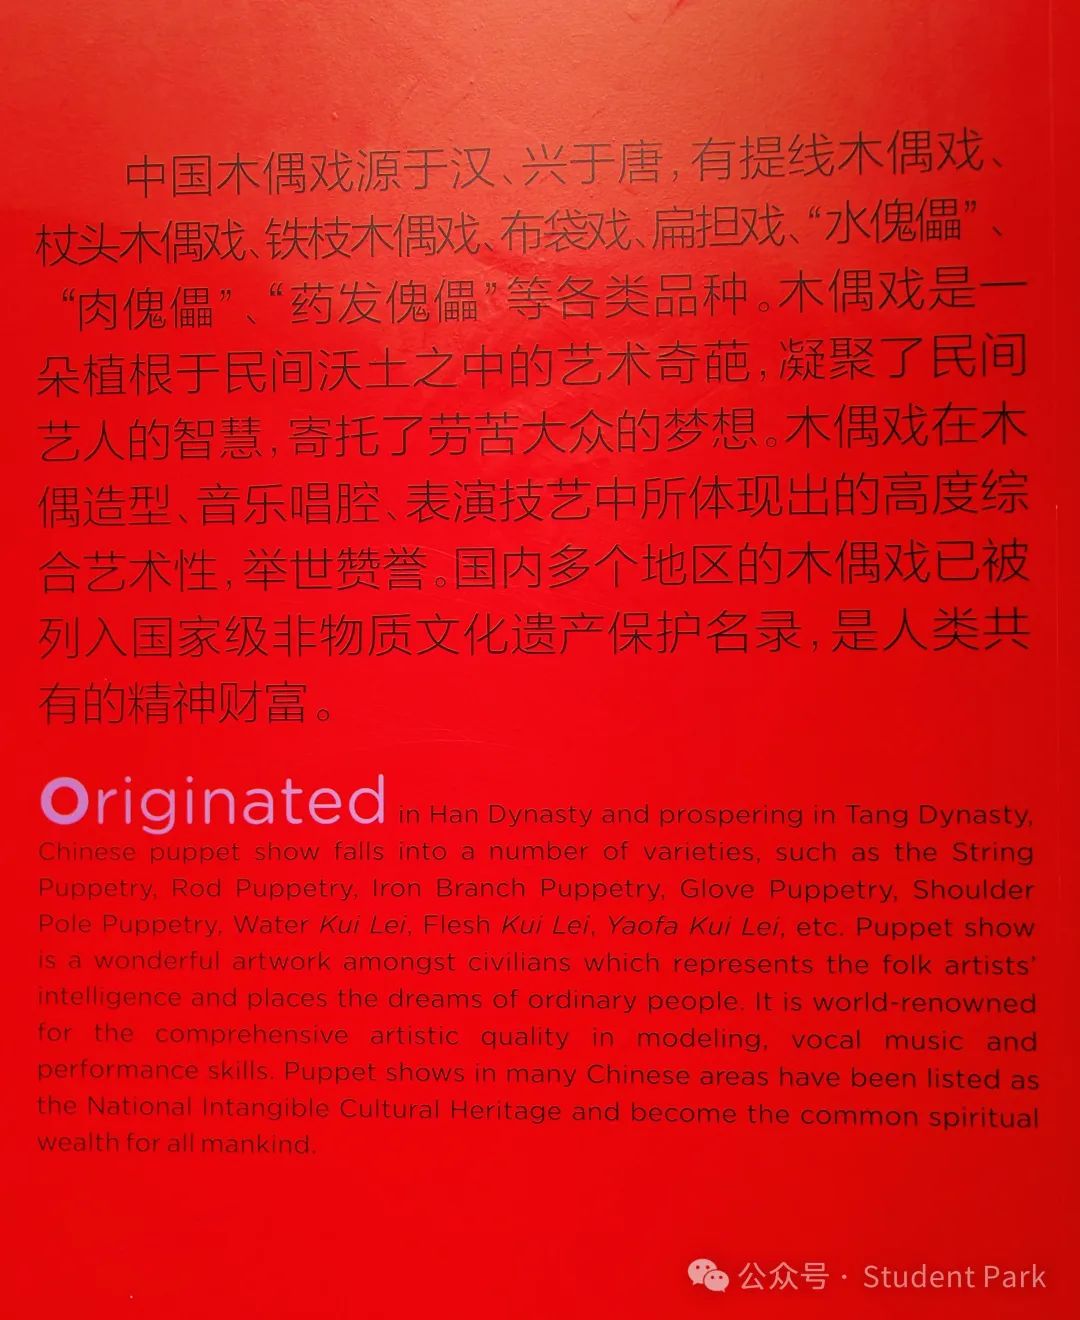 中国木偶戏源于汉、兴于唐，有提线木偶戏、
杖头木偶戏、铁枝木偶戏、布袋戏、扁担戏、“水傀儡”、
“肉傀儡”、“药发傀儡”等各类品种。木偶戏是一
朵植根于民间沃土之中的艺术奇葩，凝聚了民间
艺人的智慧，寄托了劳苦大众的梦想。木偶戏在木
偶造型、音乐唱腔、表演技艺中所体现出的高度综
合艺术性，举世赞誉。国内多个地区的木偶戏已被
列入国家级非物质文化遗产保护名录，是人类共
有的精神财富。
Originated in Han Dynasty and prospering in Tang Dynasty,
Chinese puppet show falls into a number of varieties, such as the String
Puppetry, Rod Puppetry, Iron Branch Puppetry, Glove Puppetry, Shoulder
Pole Puppetry, Water Kui Lei, Flesh Kui Lei, Yaofa Kui Lei, etc. Puppet show
is a wonderful artwork amongst civilians which represents the folk artists’
intelligence and places the dreams of ordinary people. It is world-renowned
for the comprehensive artistic quality in modeling, vocal music and
performance skills. Puppet shows in many Chinese areas have been listed as
the National Intangible Cultural Heritage and become the common spiritual
wealth for all mankind.
公众号 · Student Park